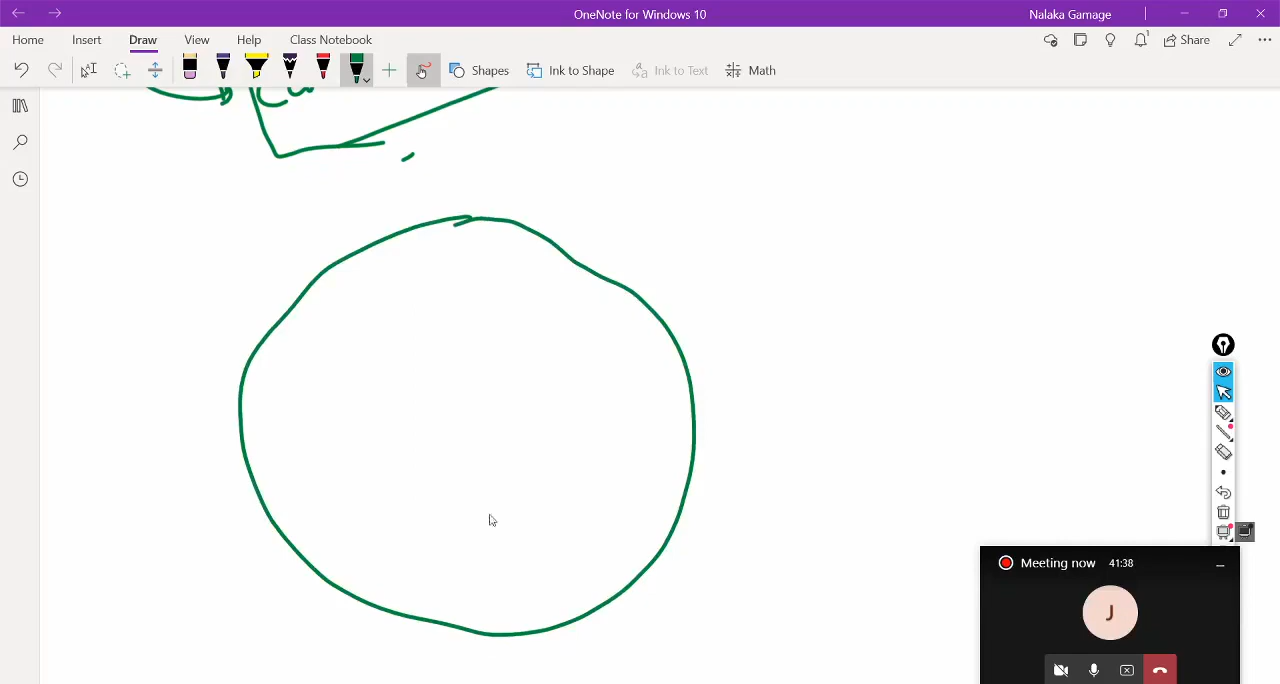 OneNote for Windows 10
Nalaka Gamage
Home Insert Draw View Help Class Notebook
1
Share
Shapes Ink to Shape Ink to Text Math
Meeting now 41:38
J